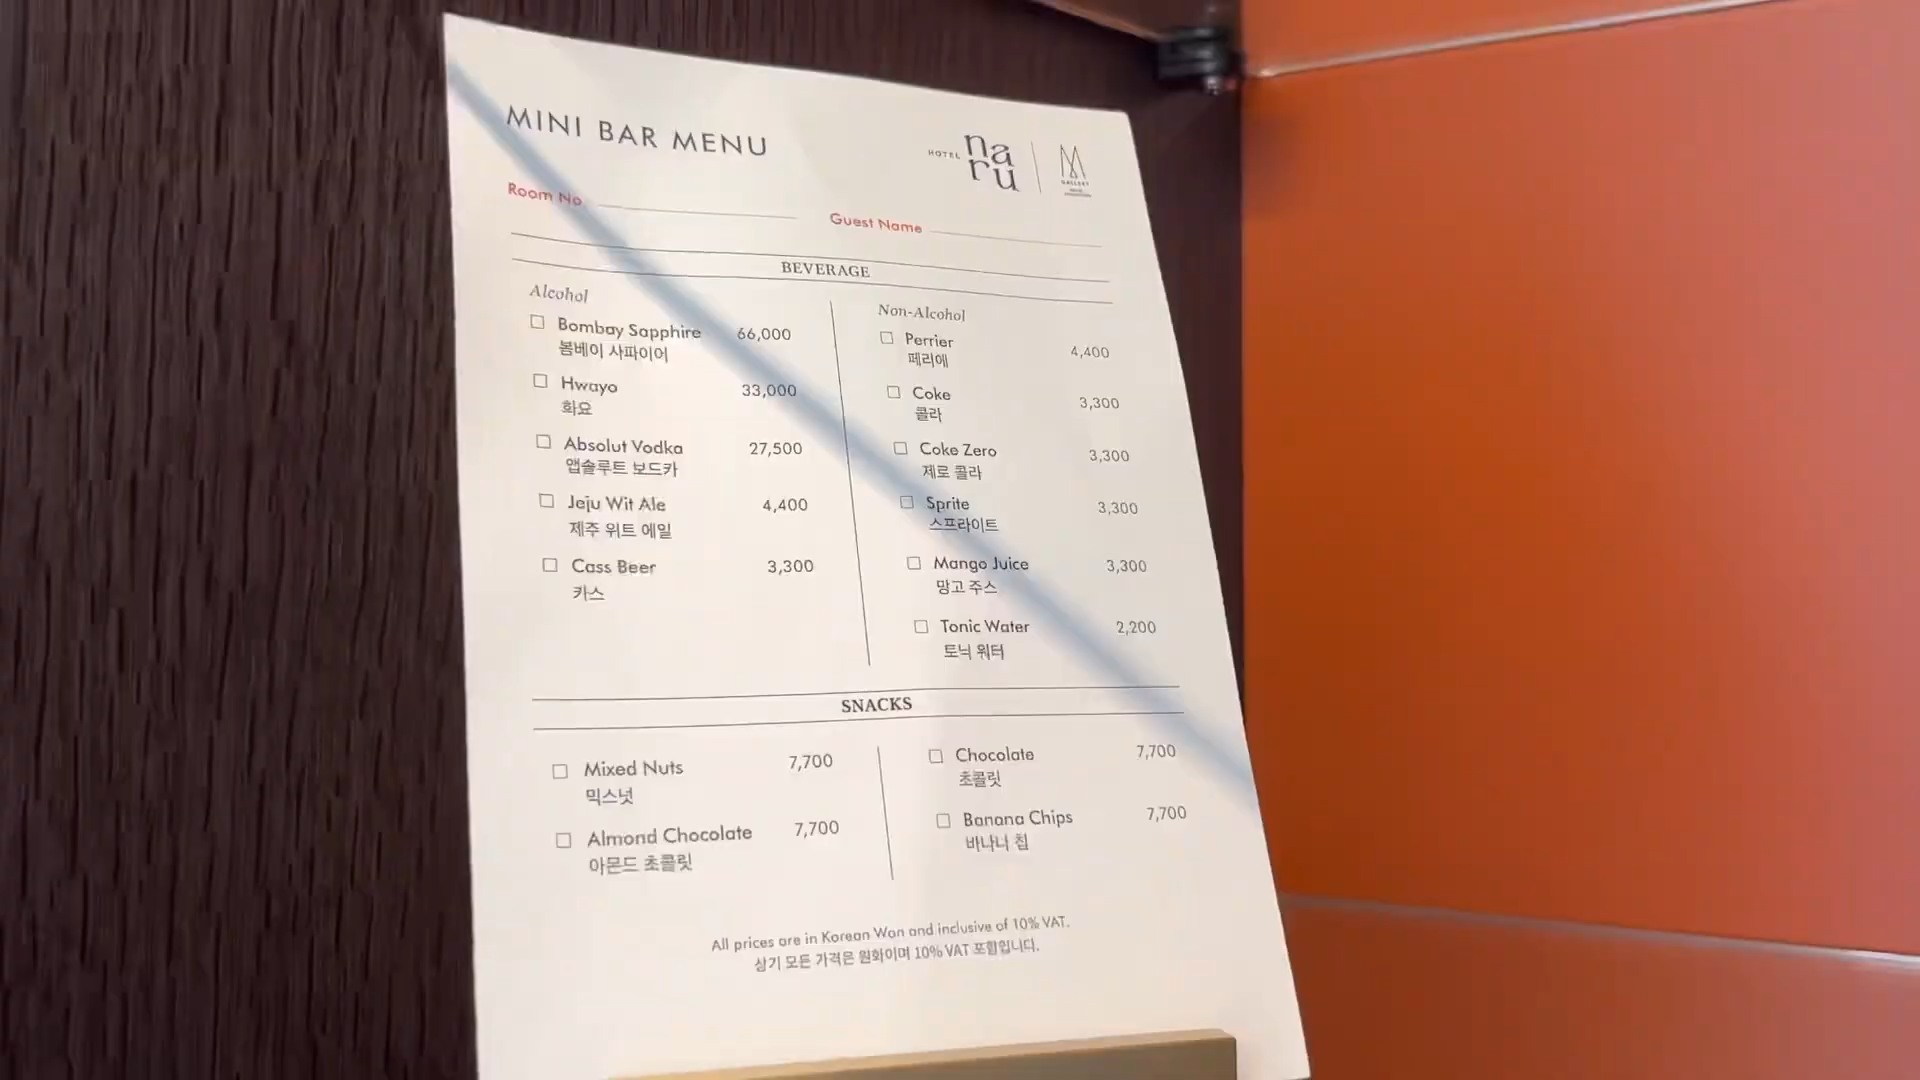 MINI BAR MENU
HOTEL naru
M
GALLERY
Room No.
Guest Name
BEVERAGE
Alcohol
Bombay Sapphire 66,000
봄베이 사파이어
Hwayo 33,000
화요
Absolut Vodka 27,500
앱솔루트 보드카
Jeju Wit Ale 4,400
제주 위트 에일
Cass Beer 3,300
카스
Non-Alcohol
Perrier 4,400
페리에
Coke 3,300
콜라
Coke Zero 3,300
제로 콜라
Sprite 3,300
스프라이트
Mango Juice 3,300
망고 주스
Tonic Water 2,200
토닉 워터
SNACKS
Mixed Nuts 7,700
믹스넛
Almond Chocolate 7,700
아몬드 초콜릿
Chocolate 7,700
초콜릿
Banana Chips 7,700
바나나 칩
All prices are in Korean Won and inclusive of 10% VAT.
상기 모든 가격은 원화이며 10% VAT 포함입니다.